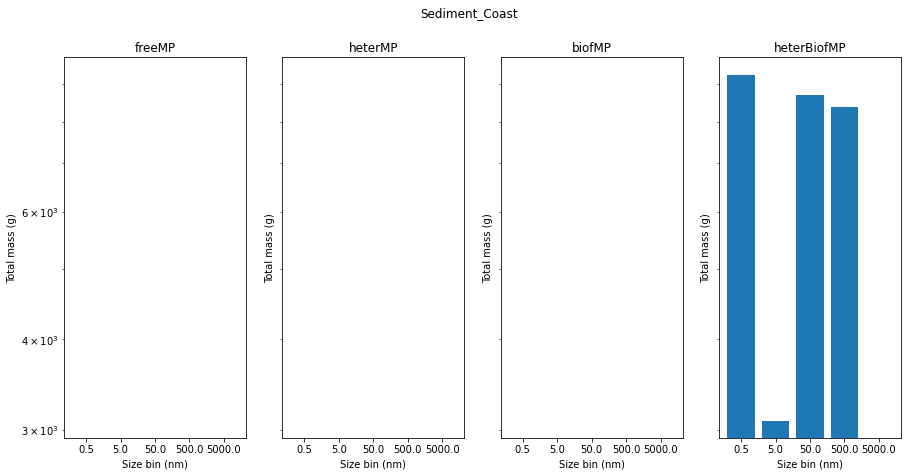 Sediment_Coast
freeMP
heterMP
biofMP
heterBiofMP
Total mass (g)
6 × 10³
4 × 10³
3 × 10³
0.5 5.0 50.0 500.0 5000.0
Size bin (nm)
Total mass (g)
0.5 5.0 50.0 500.0 5000.0
Size bin (nm)
Total mass (g)
0.5 5.0 50.0 500.0 5000.0
Size bin (nm)
Total mass (g)
0.5 5.0 50.0 500.0 5000.0
Size bin (nm)